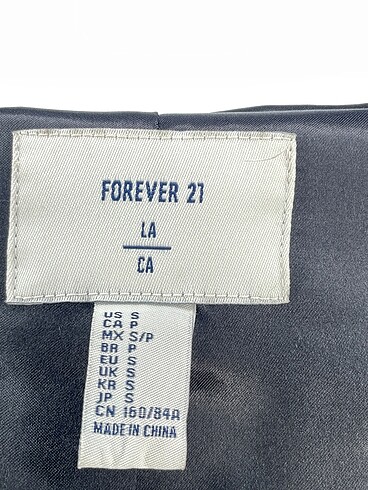 FOREVER 21
LA
CA
US S
CA P
MX S/P
BR P
EU S
UK S
KR S
JP S
CN 160/84A
MADE IN CHINA